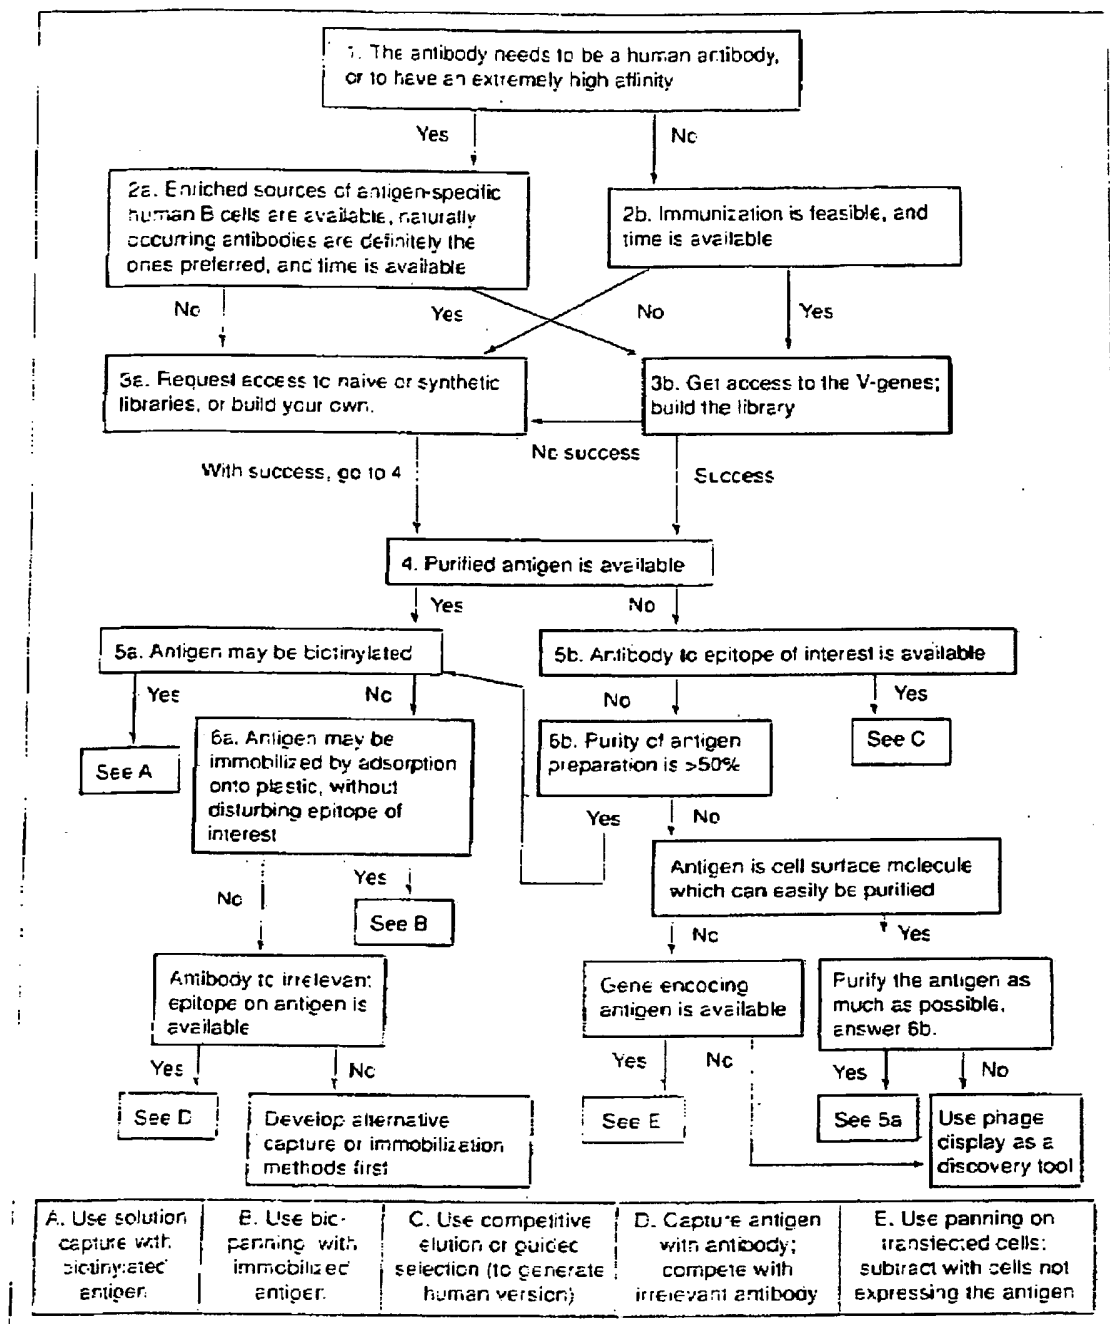 1. The antibody needs to be a human antibody,
or to have an extremely high affinity
Yes
No
2a. Enriched sources of antigen-specific
human B cells are available, naturally
occurring antibodies are definitely the
ones preferred, and time is available
2b. Immunization is feasible, and
time is available
No
Yes
No
Yes
3a. Request access to naive or synthetic
libraries, or build your own.
3b. Get access to the V-genes;
build the library
No success
With success, go to 4
Success
4. Purified antigen is available
Yes
No
5a. Antigen may be biotinylated
5b. Antibody to epitope of interest is available
Yes
No
No
Yes
See A
6a. Antigen may be
immobilized by adsorption
onto plastic, without
disturbing epitope of
interest
6b. Purity of antigen
preparation is >50%
See C
Yes
No
Antigen is cell surface molecule
which can easily be purified
No
Yes
See B
No
Yes
Antibody to irrelevant
epitope on antigen is
available
Gene encoding
antigen is available
Purify the antigen as
much as possible,
answer 6b.
Yes
No
Yes
No
Yes
No
See D
Develop alternative
capture or immobilization
methods first
See E
See 5a
Use phage
display as a
discovery tool
A. Use solution
capture with
biotinylated
antigen.
B. Use bio-
panning with
immobilized
antigen.
C. Use competitive
elution or guided
selection (to generate
human version)
D. Capture antigen
with antibody;
compete with
irrelevant antibody
E. Use panning on
transfected cells;
subtract with cells not
expressing the antigen